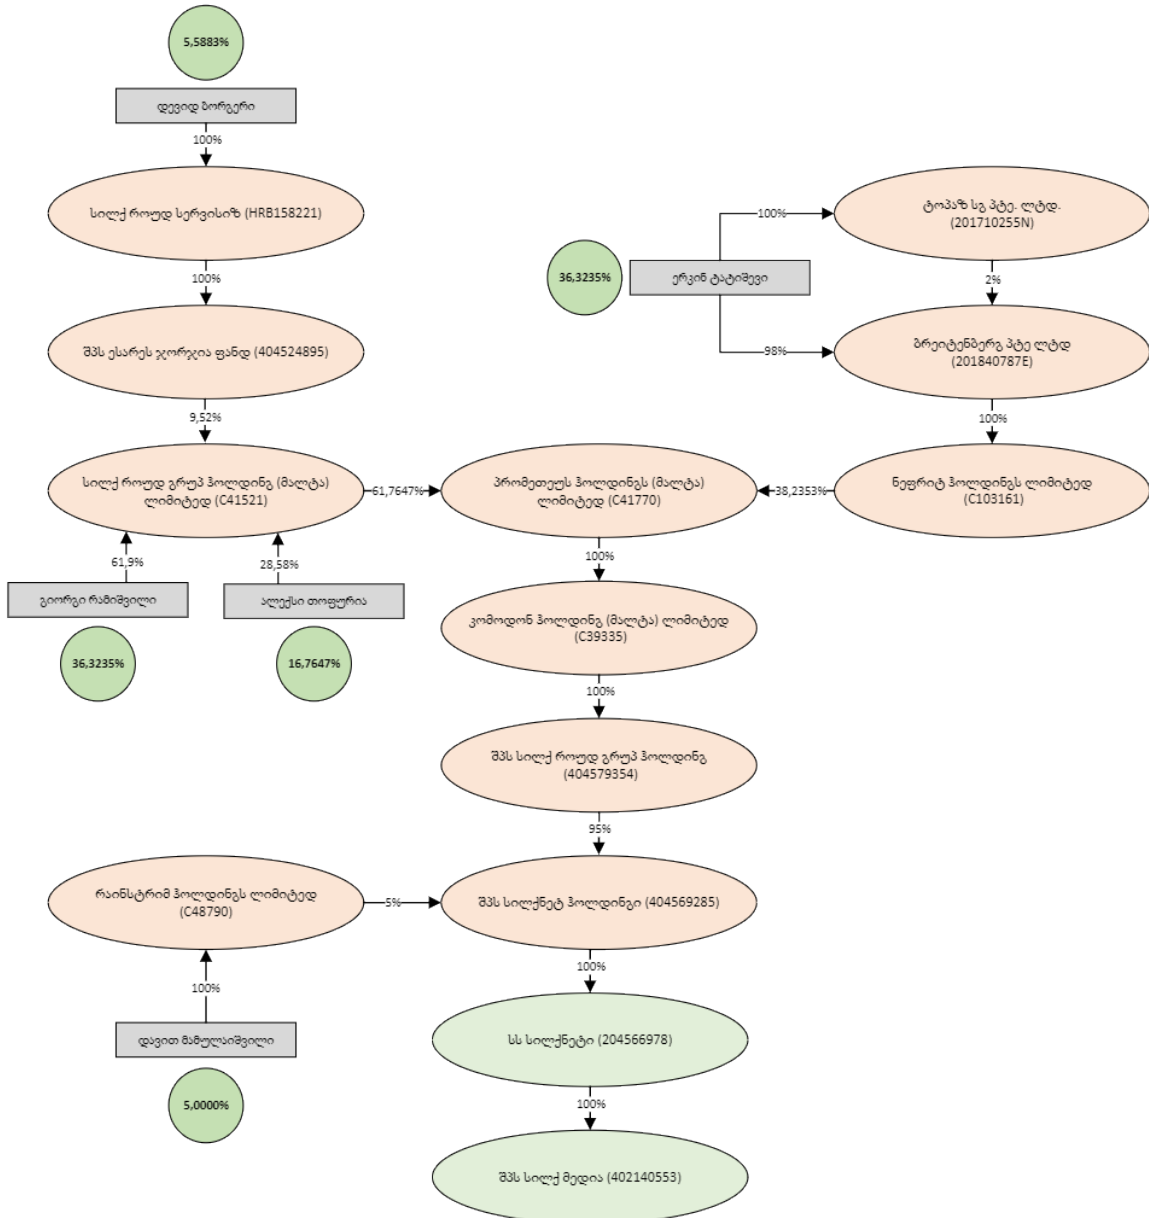 5,5883%
დევიდ ბორგერი
100%
სილქ როუდ სერვისიზ (HRB158221)
100%
შპს ესარეს ჯორჯია ფანდ (404524895)
9,52%
სილქ როუდ გრუპ ჰოლდინგ (მალტა)
ლიმიტედ (C41521)
61,7647%
61,9%
28,58%
გიორგი რამიშვილი
ალექსი თოფურია
36,3235%
16,7647%
ტოპაზ სგ პტე. ლტდ.
(201710255N)
100%
2%
36,3235%
ერკინ ტატიშევი
98%
ბრეიტენბერგ პტე ლტდ
(201840787E)
100%
ნეფრიტ ჰოლდინგს ლიმიტედ
(C103161)
38,2353%
პრომეთეუს ჰოლდინგს (მალტა)
ლიმიტედ (C41770)
100%
კომოდონ ჰოლდინგ (მალტა) ლიმიტედ
(C39335)
100%
შპს სილქ როუდ გრუპ ჰოლდინგ
(404579354)
95%
რაინსტრიმ ჰოლდინგს ლიმიტედ
(C48790)
5%
შპს სილქნეტ ჰოლდინგი (404569285)
100%
100%
დავით მამულაიშვილი
5,0000%
სს სილქნეტი (204566978)
100%
შპს სილქ მედია (402140553)